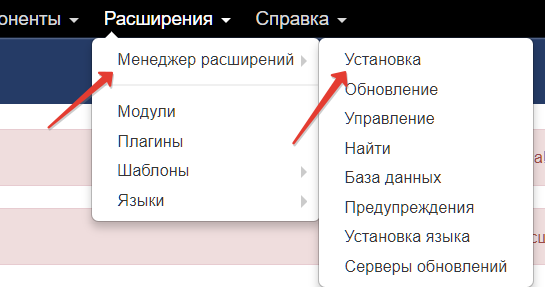 оненты Расширения Справка
Менеджер расширений
Модули
Плагины
Шаблоны
Языки
Установка
Обновление
Управление
Найти
База данных
Предупреждения
Установка языка
Серверы обновлений